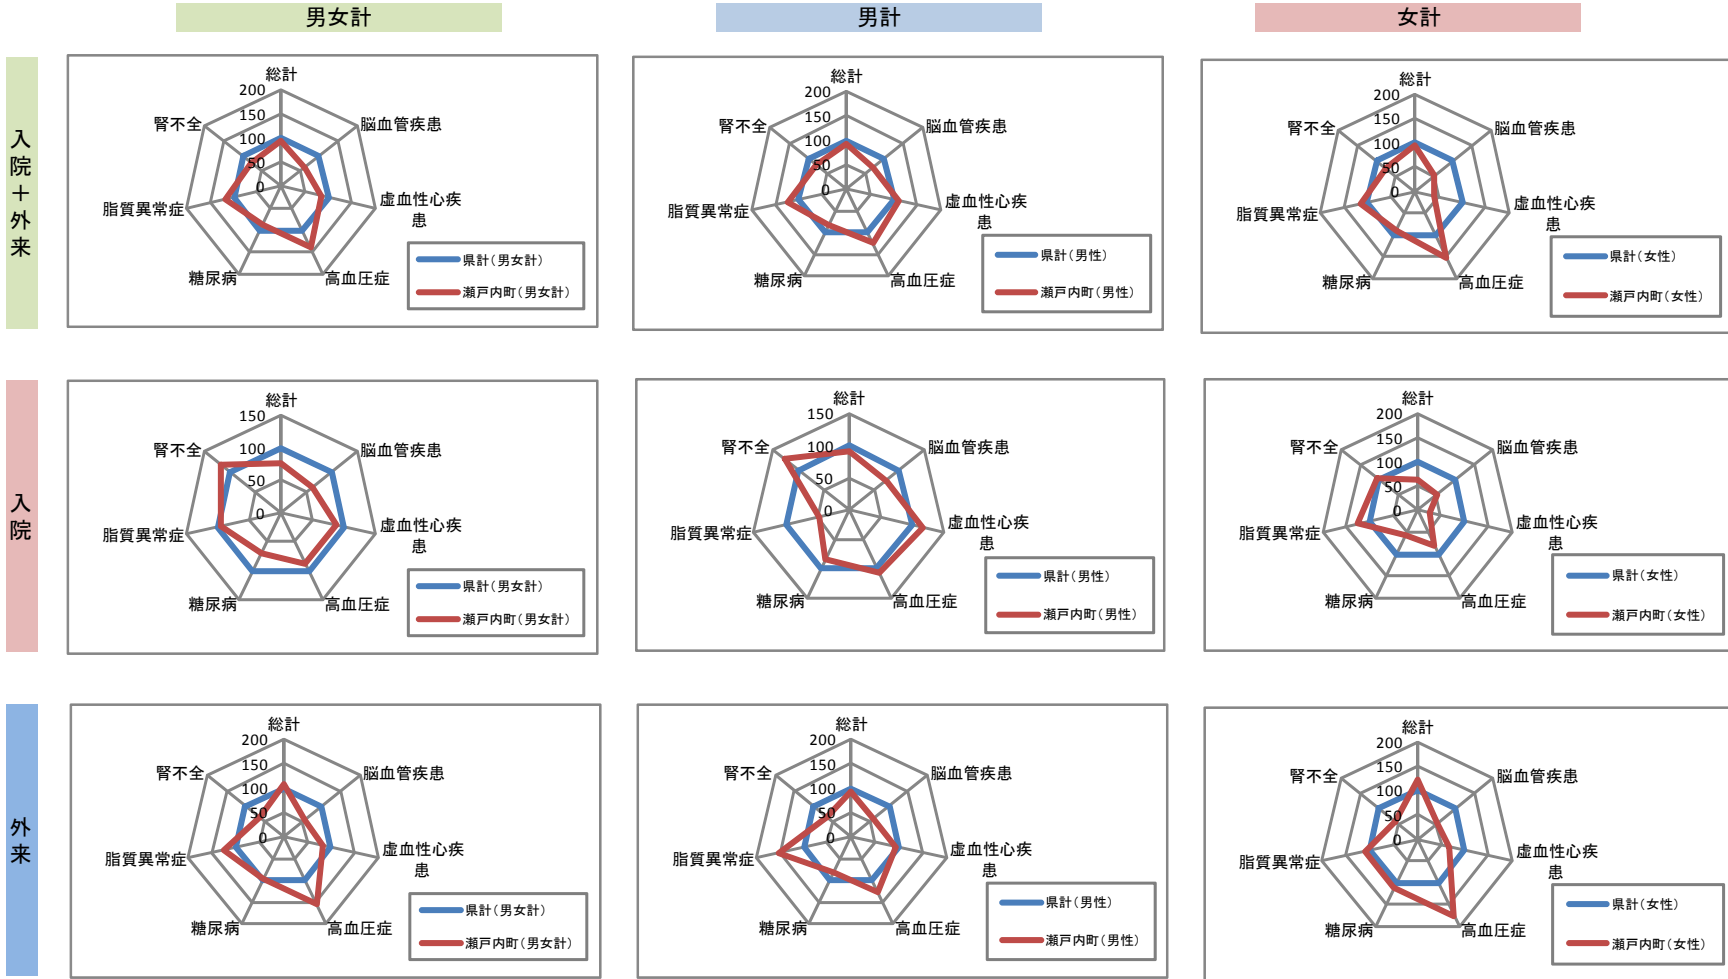 男女計
男計
女計
入院＋外来
総計
200
150
100
50
0
脳血管疾患
虚血性心疾
患
高血圧症
糖尿病
脂質異常症
腎不全
県計(男女計)
瀬戸内町(男女計)
総計
200
150
100
50
0
脳血管疾患
虚血性心疾
患
高血圧症
糖尿病
脂質異常症
腎不全
県計(男性)
瀬戸内町(男性)
総計
200
150
100
50
0
脳血管疾患
虚血性心疾
患
高血圧症
糖尿病
脂質異常症
腎不全
県計(女性)
瀬戸内町(女性)
入院
総計
150
100
50
0
脳血管疾患
虚血性心疾
患
高血圧症
糖尿病
脂質異常症
腎不全
県計(男女計)
瀬戸内町(男女計)
総計
150
100
50
0
脳血管疾患
虚血性心疾
患
高血圧症
糖尿病
脂質異常症
腎不全
県計(男性)
瀬戸内町(男性)
総計
200
150
100
50
0
脳血管疾患
虚血性心疾
患
高血圧症
糖尿病
脂質異常症
腎不全
県計(女性)
瀬戸内町(女性)
外来
総計
200
150
100
50
0
脳血管疾患
虚血性心疾
患
高血圧症
糖尿病
脂質異常症
腎不全
県計(男女計)
瀬戸内町(男女計)
総計
200
150
100
50
0
脳血管疾患
虚血性心疾
患
高血圧症
糖尿病
脂質異常症
腎不全
県計(男性)
瀬戸内町(男性)
総計
200
150
100
50
0
脳血管疾患
虚血性心疾
患
高血圧症
糖尿病
脂質異常症
腎不全
県計(女性)
瀬戸内町(女性)